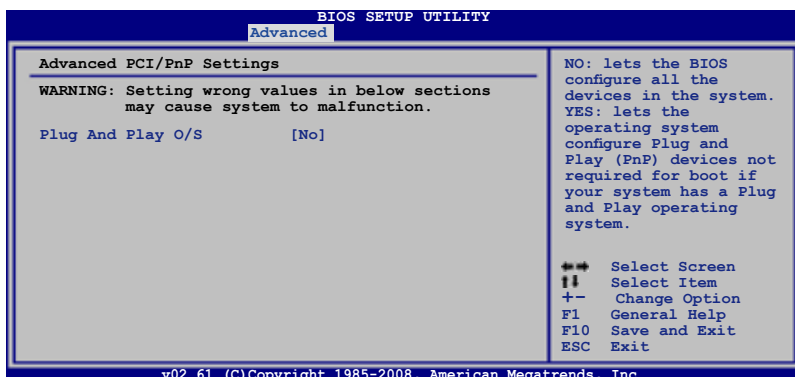 BIOS SETUP UTILITY
Advanced
Advanced PCI/PnP Settings
WARNING: Setting wrong values in below sections
may cause system to malfunction.
Plug And Play O/S [No]
NO: lets the BIOS
configure all the
devices in the system.
YES: lets the
operating system
configure Plug and
Play (PnP) devices not
required for boot if
your system has a Plug
and Play operating
system.
Select Screen
Select Item
+- Change Option
F1 General Help
F10 Save and Exit
ESC Exit
v02.61 (C)Copyright 1985-2008, American Megatrends, Inc.